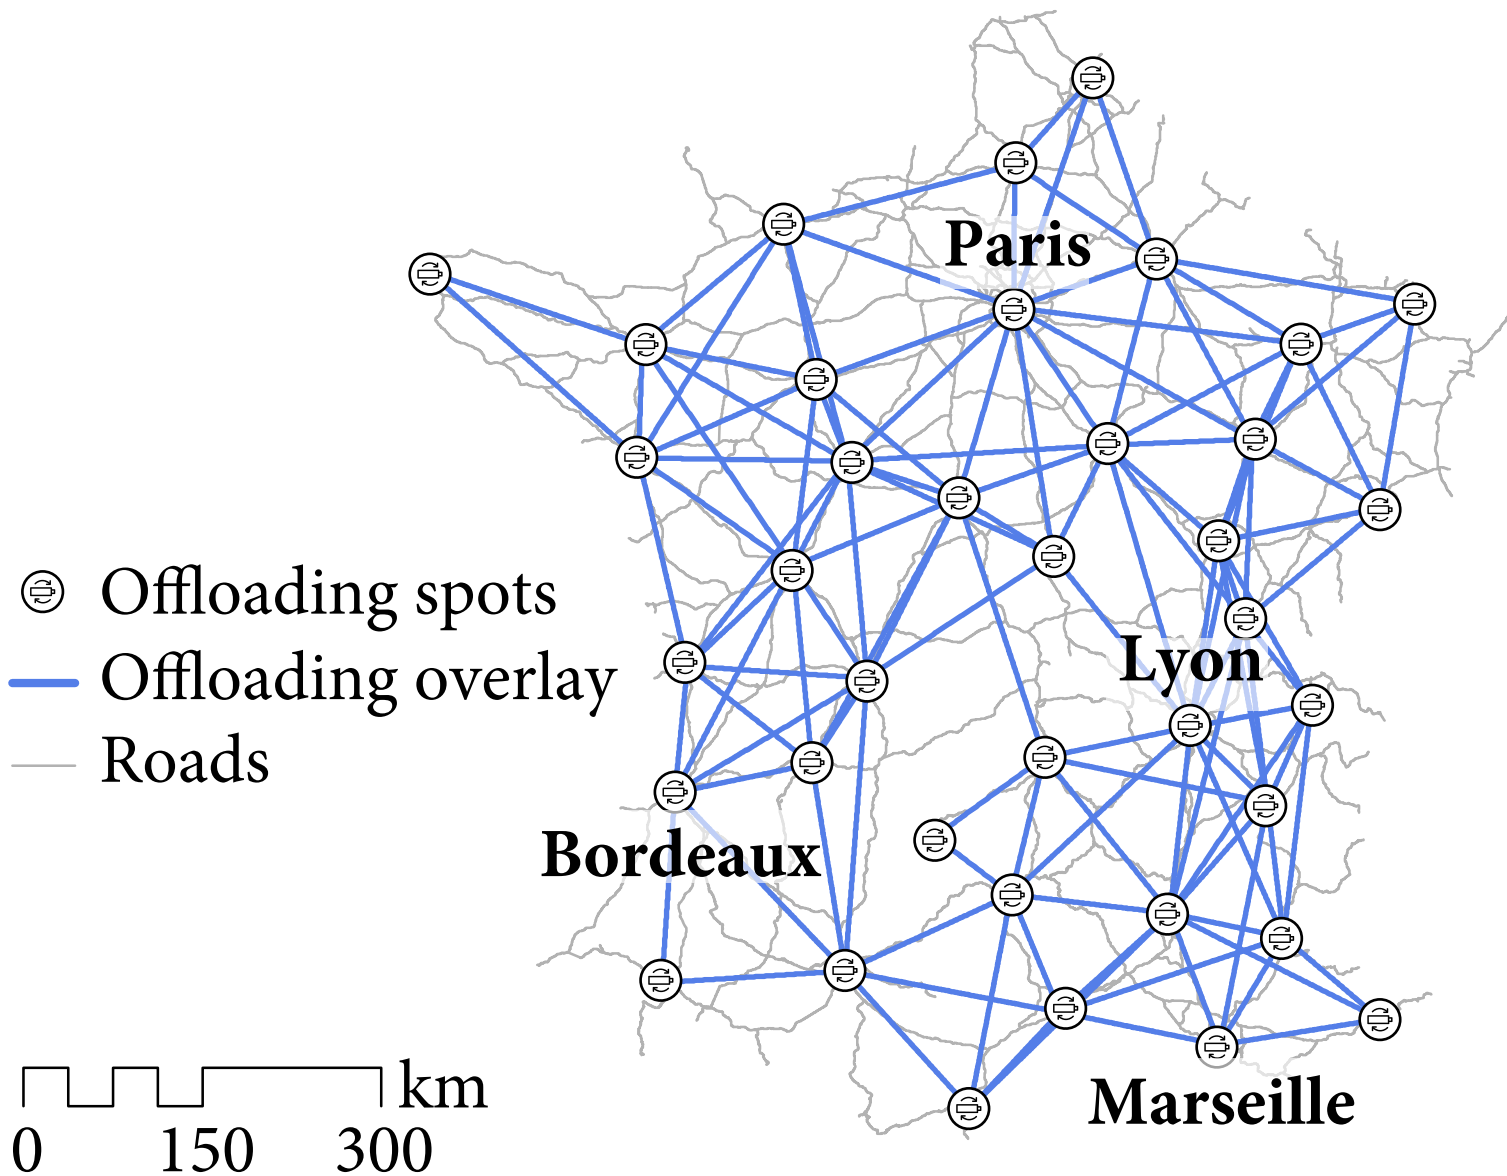 Paris
Offloading spots
Offloading overlay
Roads
Lyon
Bordeaux
Marseille
km
0 150 300